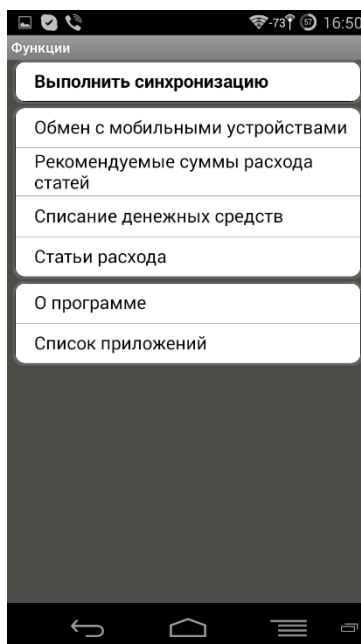 -73 57 16:50
Функции
Выполнить синхронизацию
Обмен с мобильными устройствами
Рекомендуемые суммы расхода
статей
Списание денежных средств
Статьи расхода
О программе
Список приложений